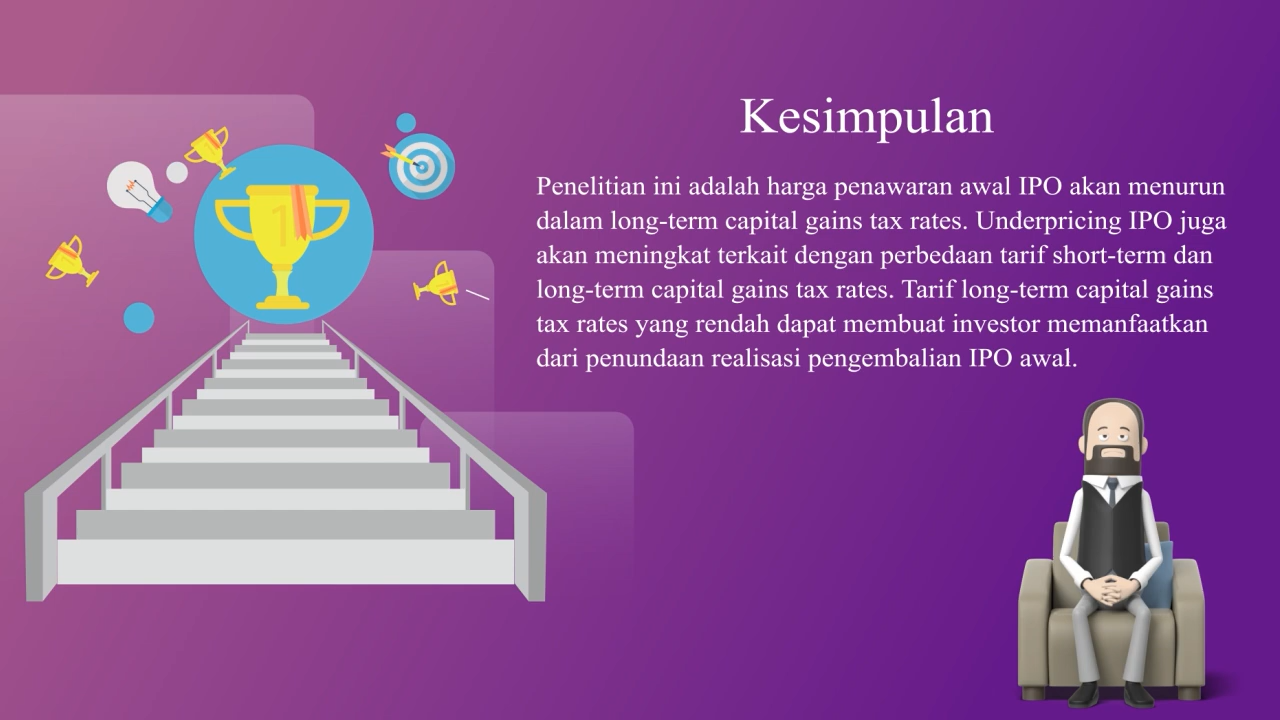 Kesimpulan
Penelitian ini adalah harga penawaran awal IPO akan menurun
dalam long-term capital gains tax rates. Underpricing IPO juga
akan meningkat terkait dengan perbedaan tarif short-term dan
long-term capital gains tax rates. Tarif long-term capital gains
tax rates yang rendah dapat membuat investor memanfaatkan
dari penundaan realisasi pengembalian IPO awal.
1